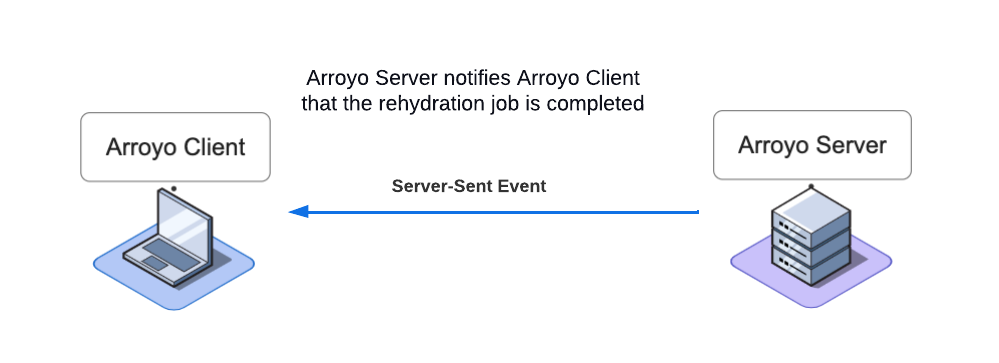 Arroyo Server notifies Arroyo Client
that the rehydration job is completed
Arroyo Client
Arroyo Server
Server-Sent Event